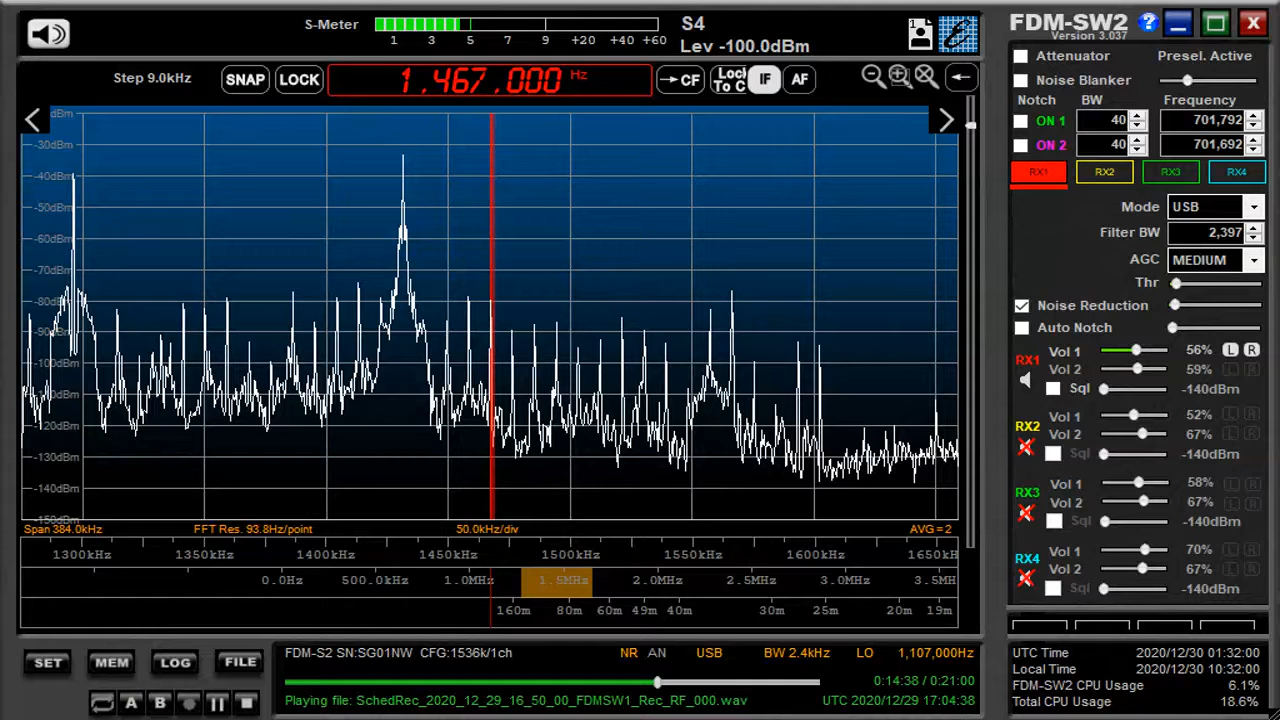 S-Meter
1 3 5 7 9 +20 +40 +60
S4
Lev -100.0dBm
1
FDM-SW2
Version 3.037
?
X
Step 9.0kHz
SNAP
LOCK
1.467.000 Hz
→CF
IF
AF
-30dBm
-40dBm
-50dBm
-60dBm
-70dBm
-80dBm
-90dBm
-100dBm
-120dBm
-130dBm
-140dBm
-150dBm
Span 384.0kHz
FFT Res. 93.8Hz/point
50.0kHz/div
AVG=2
1300kHz 1350kHz 1400kHz 1450kHz 1500kHz 1550kHz 1600kHz 1650kH
0.0Hz 500.0kHz 1.0MHz 1.5MHz 2.0MHz 2.5MHz 3.0MHz 3.5MH
160m 80m 60m 49m 40m 30m 25m 20m 19m
SET
MEM
LOG
FILE
A
B
FDM-S2 SN:SG01NW CFG:1536k/1ch
NR AN
USB
BW 2.4kHz
LO 1,107,000Hz
0:14:38 / 0:21:00
Playing file: SchedRec_2020_12_29_16_50_00_FDMSW1_Rec_RF_000.wav
UTC 2020/12/29 17:04:38
Attenuator
Presel. Active
Noise Blanker
Notch BW Frequency
ON 1 40 701,792
ON 2 40 701,692
RX1 RX2 RX3 RX4
Mode USB
Filter BW 2,397
AGC MEDIUM
Thr
Noise Reduction
Auto Notch
RX1
Vol 1 56% L R
Vol 2 59% L R
Sql -140dBm
RX2
Vol 1 52% L R
Vol 2 67% L R
Sql -140dBm
RX3
Vol 1 58% L R
Vol 2 67% L R
Sql -140dBm
RX4
Vol 1 70% L R
Vol 2 67% L R
Sql -140dBm
UTC Time 2020/12/30 01:32:00
Local Time 2020/12/30 10:32:00
FDM-SW2 CPU Usage 6.1%
Total CPU Usage 18.6%